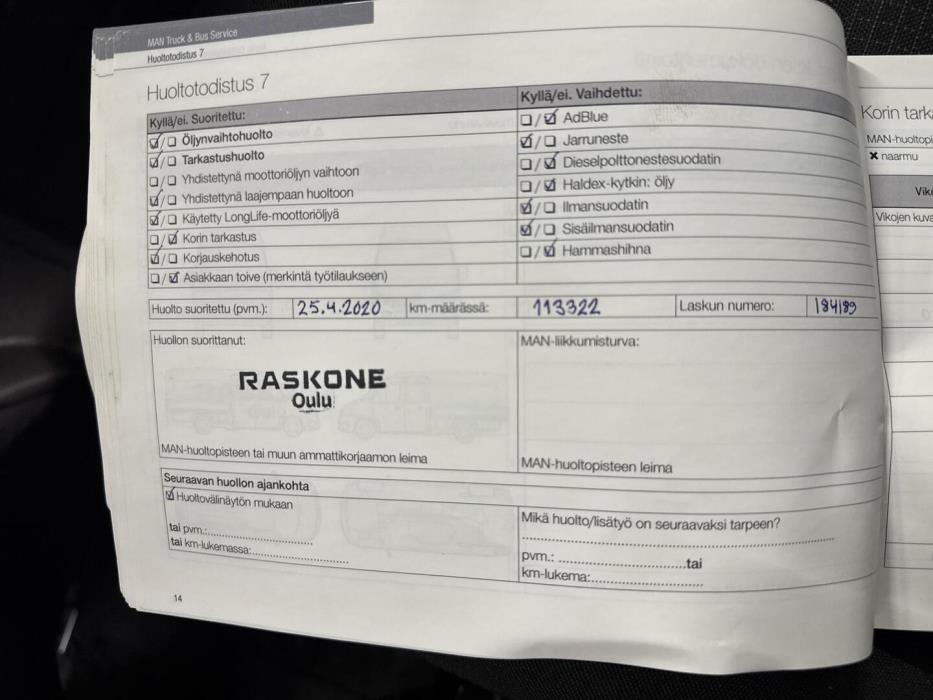 MAN Truck & Bus Service
Huoltotodistus 7
Huoltotodistus 7
Kyllä/ei. Suoritettu:
☑/☐ Öljynvaihtohuolto
☑/☐ Tarkastushuolto
☐/☐ Yhdistettynä moottoriöljyn vaihtoon
☑/☐ Yhdistettynä laajempaan huoltoon
☑/☐ Käytetty LongLife-moottoriöljyä
☐/☑ Korin tarkastus
☑/☐ Korjauskehotus
☐/☑ Asiakkaan toive (merkintä työtilaukseen)
Kyllä/ei. Vaihdettu:
☐/☑ AdBlue
☑/☐ Jarruneste
☐/☑ Dieselpolttonestesuodatin
☐/☑ Haldex-kytkin: öljy
☑/☐ Ilmansuodatin
☑/☐ Sisäilmansuodatin
☐/☑ Hammashihna
Huolto suoritettu (pvm.): 25.4.2020 km-määrässä: 113322 Laskun numero: 184189
Huollon suorittanut:
RASKONE
Oulu
MAN-huoltopisteen tai muun ammattikorjaamon leima
MAN-liikkumisturva:
MAN-huoltopisteen leima
Seuraavan huollon ajankohta
☑ Huoltovälinäytön mukaan
tai pvm.:
tai km-lukemassa:
Mikä huolto/lisätyö on seuraavaksi tarpeen?
pvm.: tai
km-lukema:
14
Korin
MAN-huoltopi
✖ naarmu
Vikojen